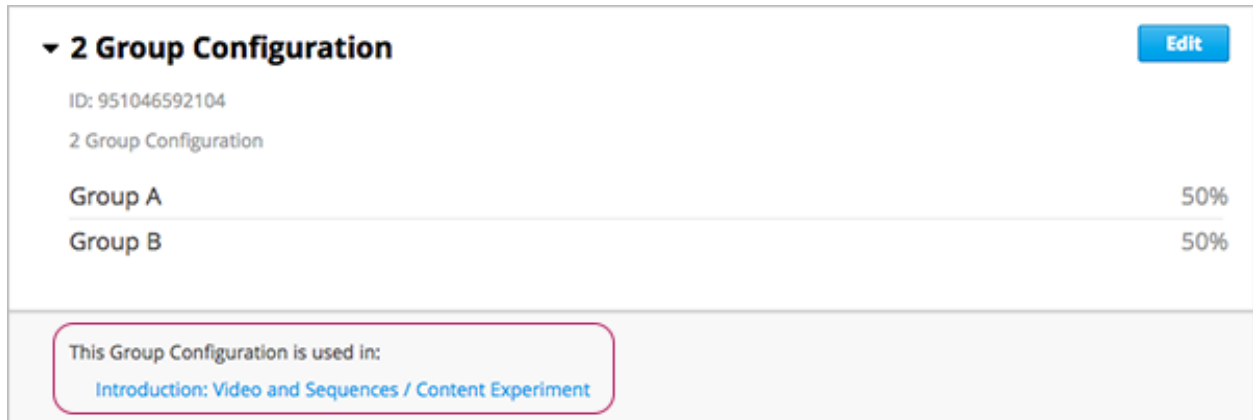 2 Group Configuration
Edit
ID: 951046592104
2 Group Configuration
Group A 50%
Group B 50%
This Group Configuration is used in:
Introduction: Video and Sequences / Content Experiment